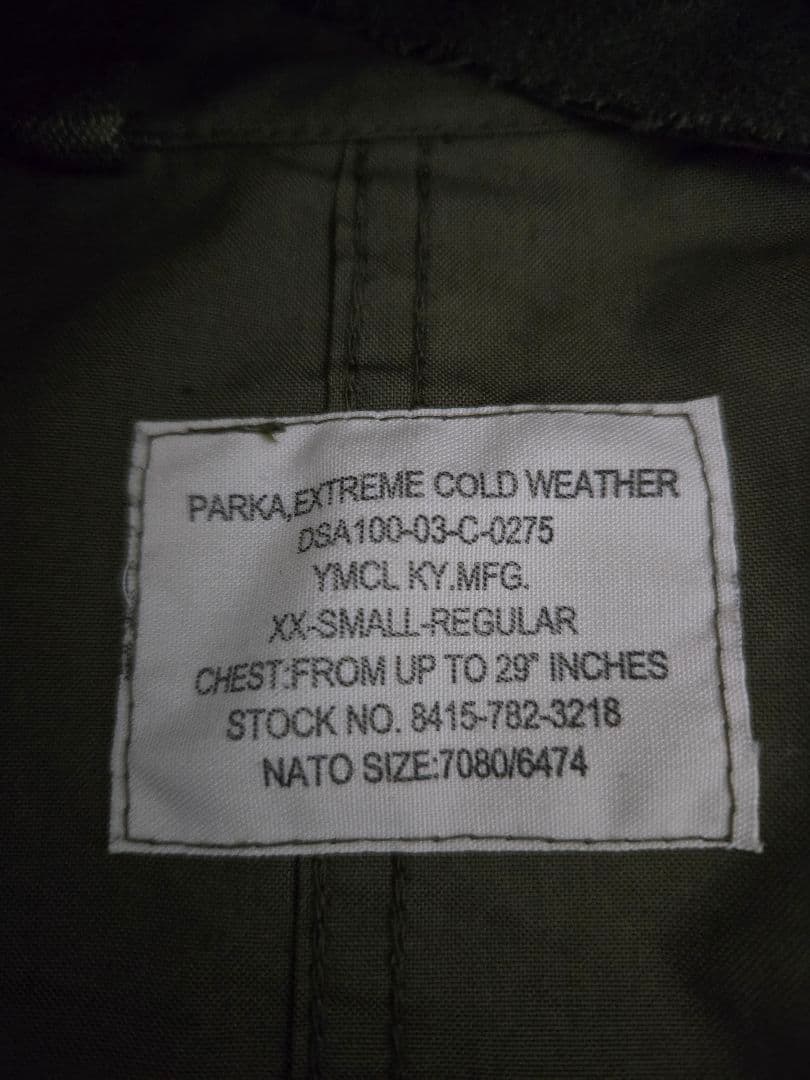 PARKA,EXTREME COLD WEATHER
DSA100-03-C-0275
YMCL KY.MFG.
XX-SMALL-REGULAR
CHEST:FROM UP TO 29" INCHES
STOCK NO. 8415-782-3218
NATO SIZE:7080/6474